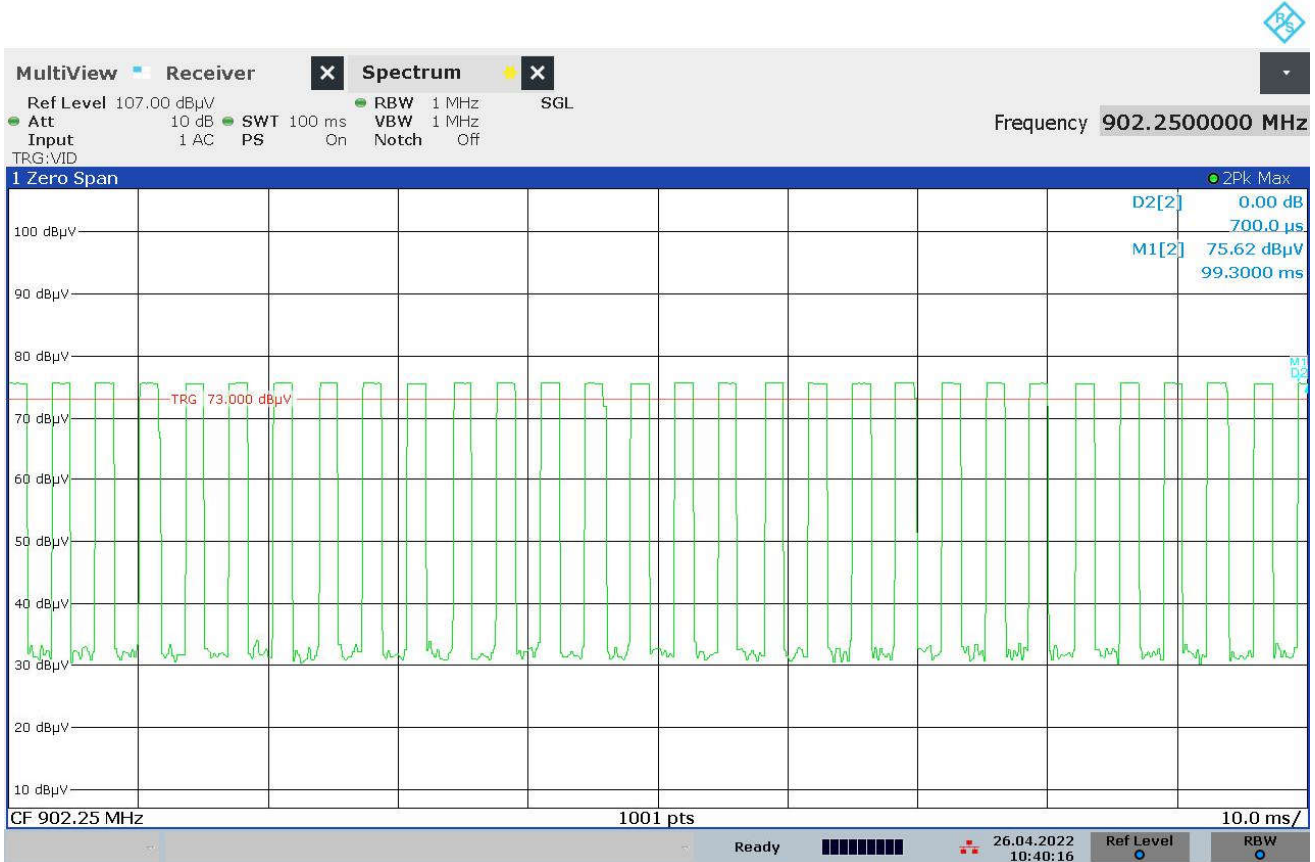 R&S
MultiView Receiver Spectrum
Ref Level 107.00 dBµV RBW 1 MHz SGL
Att 10 dB SWT 100 ms VBW 1 MHz Frequency 902.2500000 MHz
Input 1 AC PS On Notch Off
TRG:VID
1 Zero Span 2Pk Max
D2[2] 0.00 dB
700.0 µs
M1[2] 75.62 dBµV
99.3000 ms
100 dBµV
90 dBµV
80 dBµV
M1
D2
TRG 73.000 dBµV
70 dBµV
60 dBµV
50 dBµV
40 dBµV
30 dBµV
20 dBµV
10 dBµV
CF 902.25 MHz 1001 pts 10.0 ms/
Ready 26.04.2022 Ref Level RBW
10:40:16